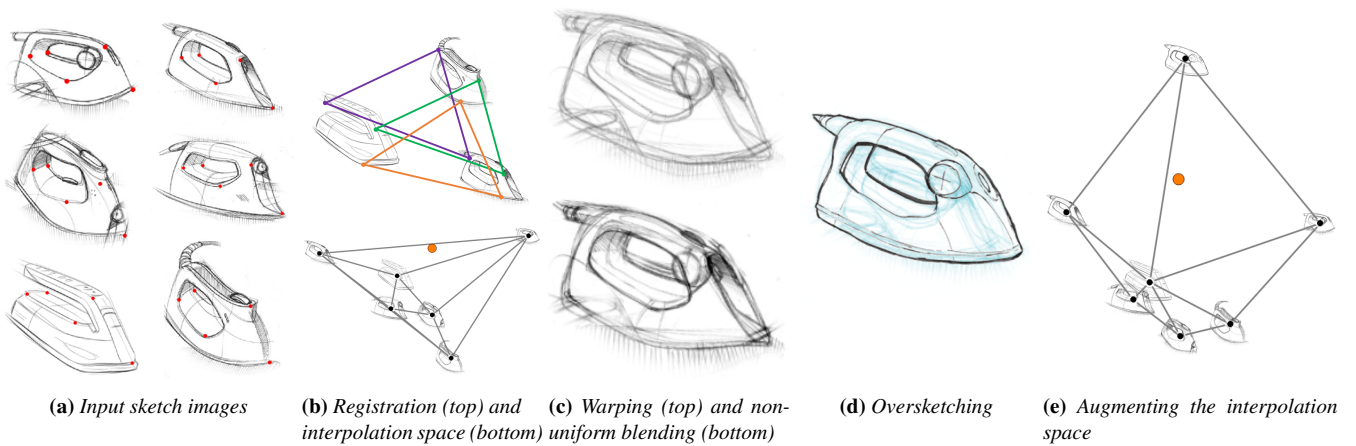 (a) Input sketch images
(b) Registration (top) and
interpolation space (bottom)
(c) Warping (top) and non-
uniform blending (bottom)
(d) Oversketching
(e) Augmenting the interpolation
space